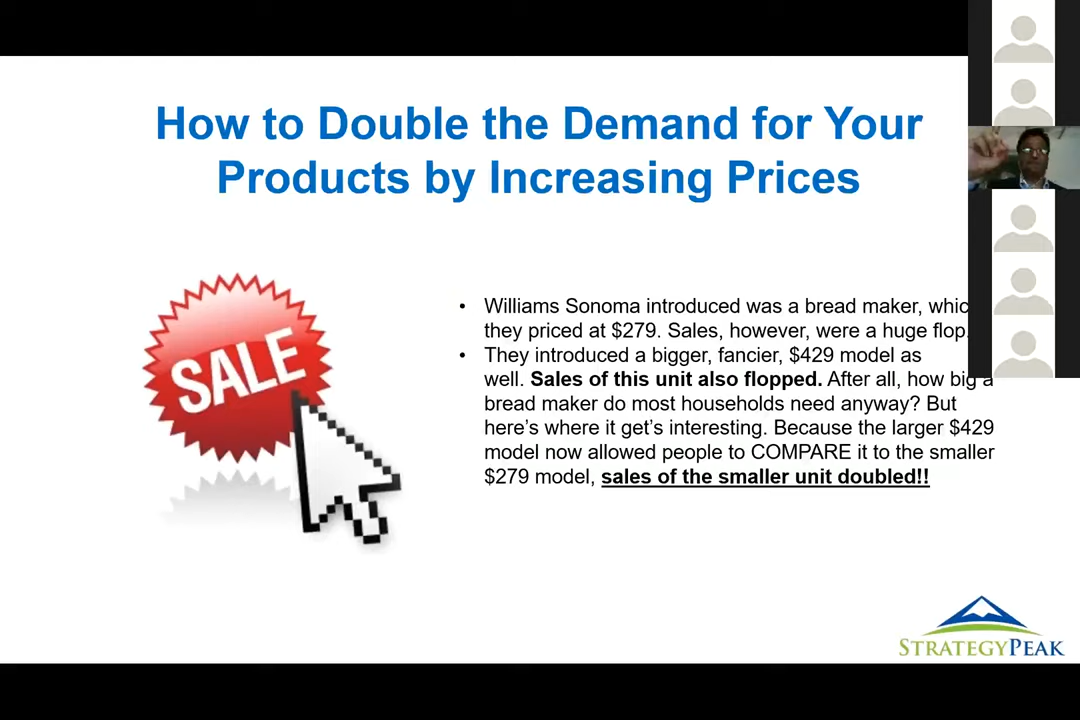 How to Double the Demand for Your
Products by Increasing Prices
SALE
• Williams Sonoma introduced was a bread maker,
they priced at $279. Sales, however, were a huge flop.
• They introduced a bigger, fancier, $429 model as
well. Sales of this unit also flopped. After all, how big a
bread maker do most households need anyway? But
here's where it get's interesting. Because the larger $429
model now allowed people to COMPARE it to the smaller
$279 model, sales of the smaller unit doubled!!
STRATEGYPEAK